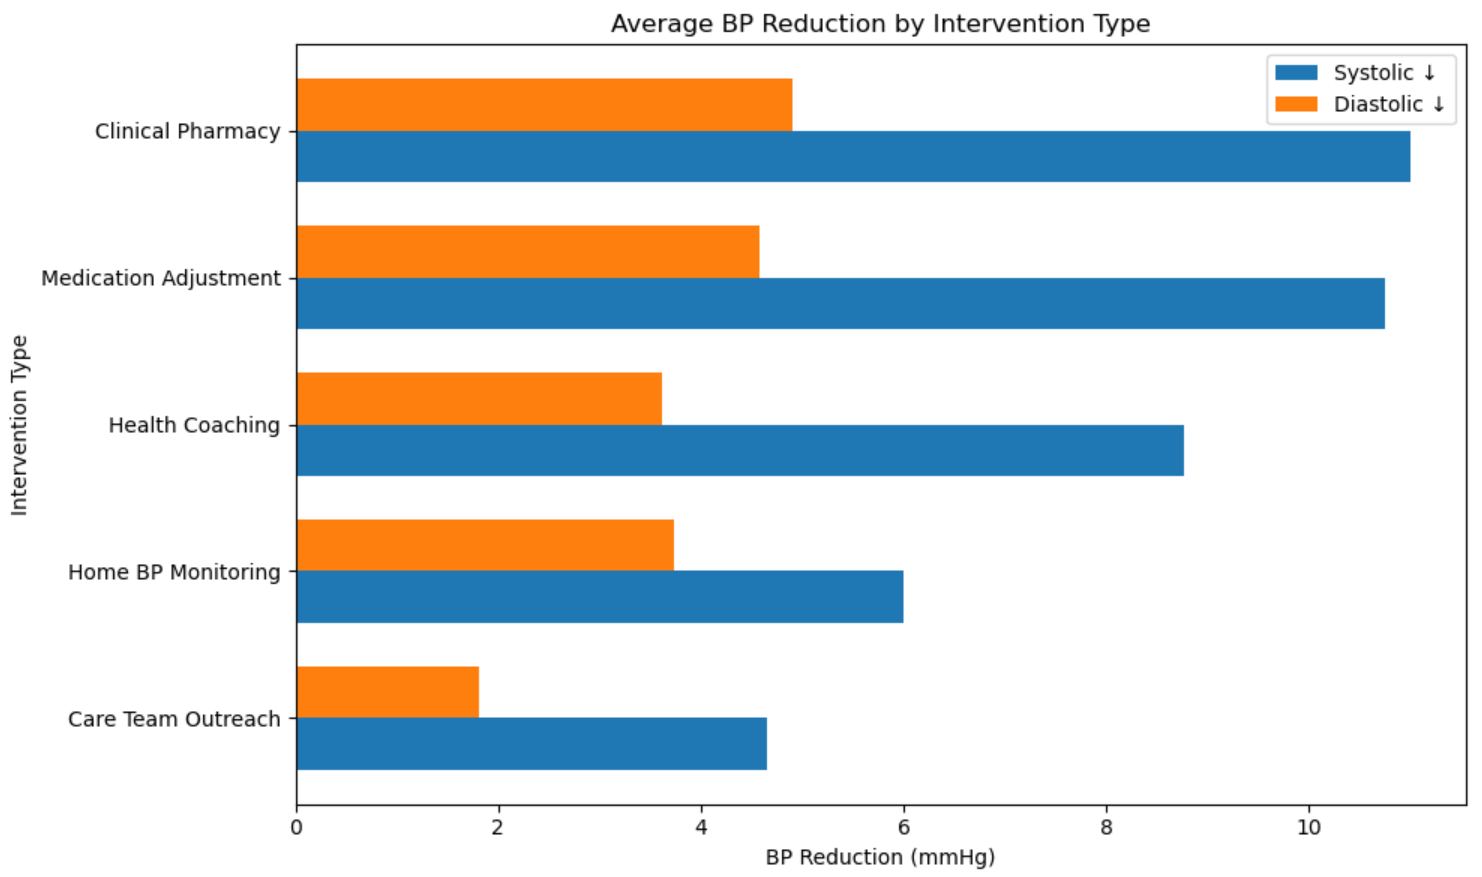 Average BP Reduction by Intervention Type
Systolic ↓
Diastolic ↓
Clinical Pharmacy
Medication Adjustment
Health Coaching
Home BP Monitoring
Care Team Outreach
Intervention Type
0 2 4 6 8 10
BP Reduction (mmHg)